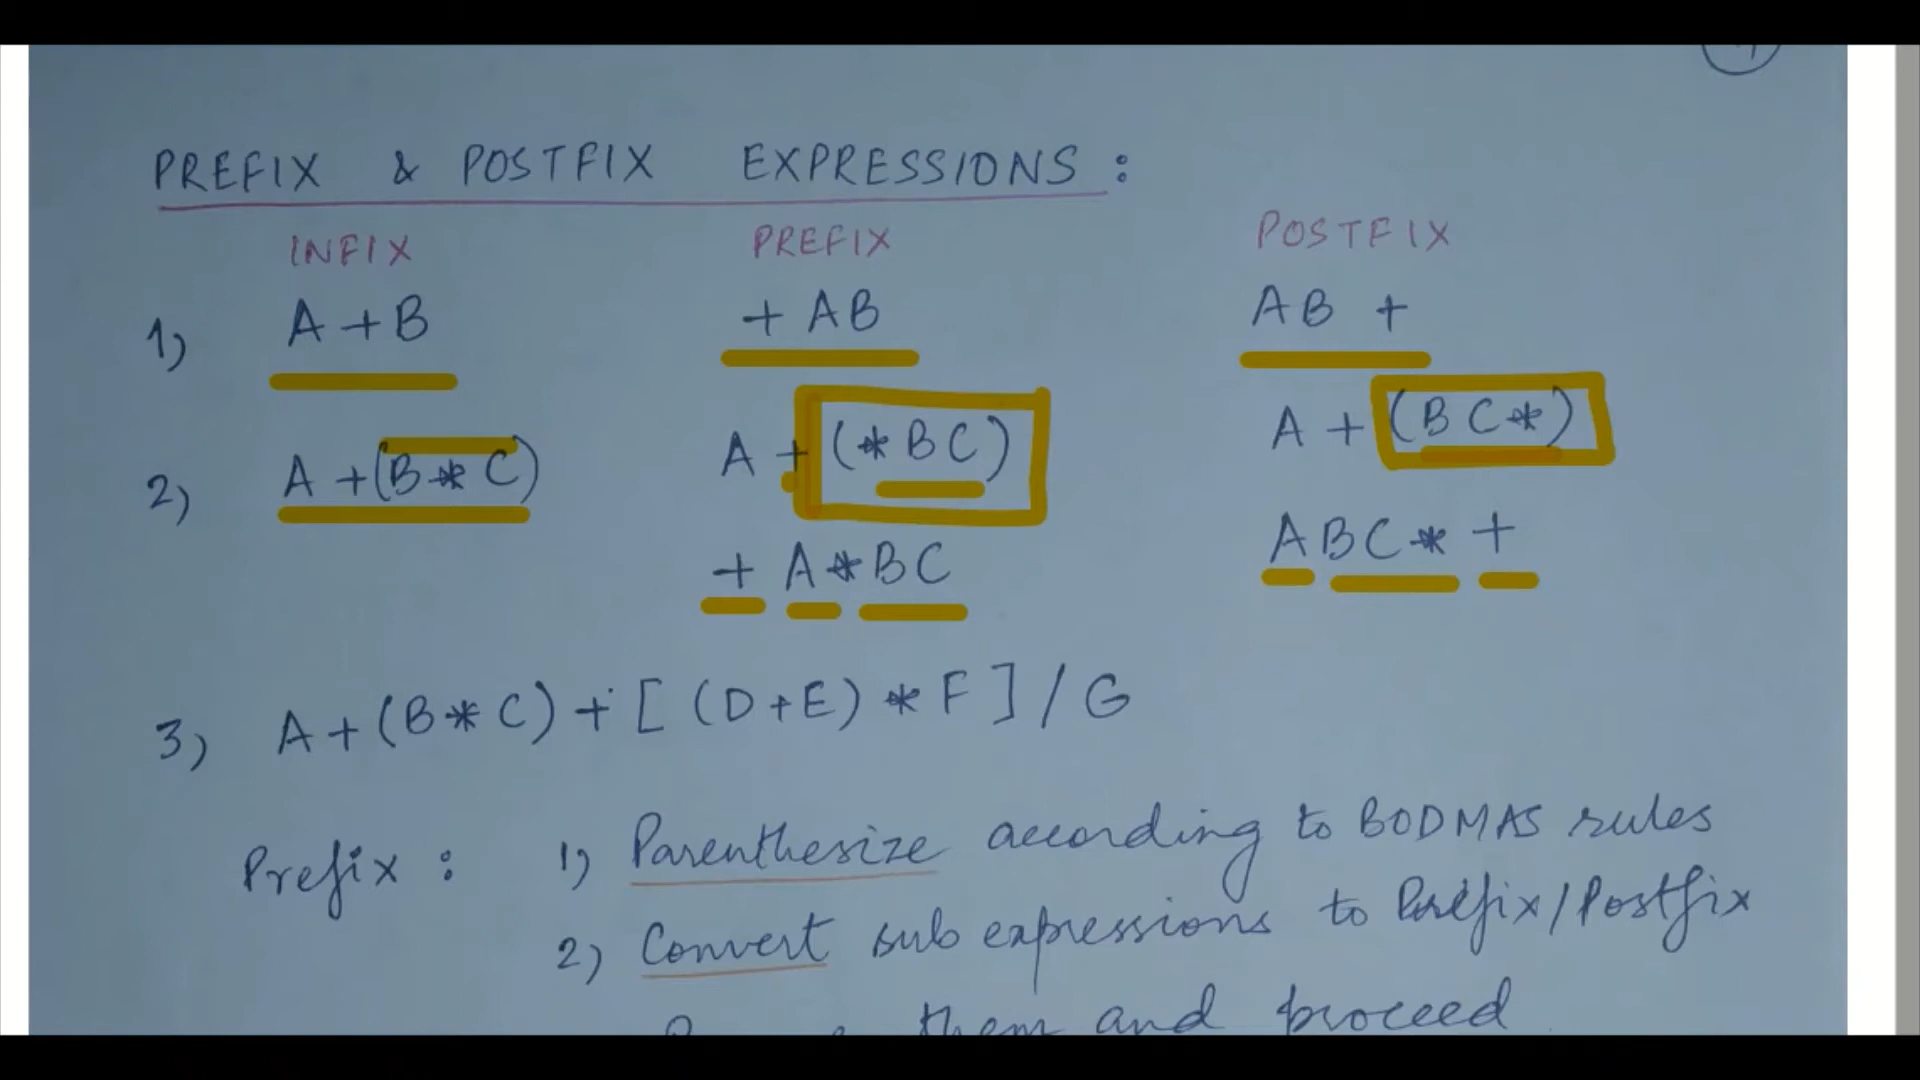 PREFIX & POSTFIX EXPRESSIONS :
INFIX PREFIX POSTFIX
1) A + B + AB AB +
2) A + (B * C) A + (* B C) A + (B C *)
+ A * B C A B C * +
3) A + (B * C) + [ (D + E) * F ] / G
Prefix : 1) Parenthesize according to BODMAS rules
2) Convert sub expressions to Prefix/Postfix
them and proceed